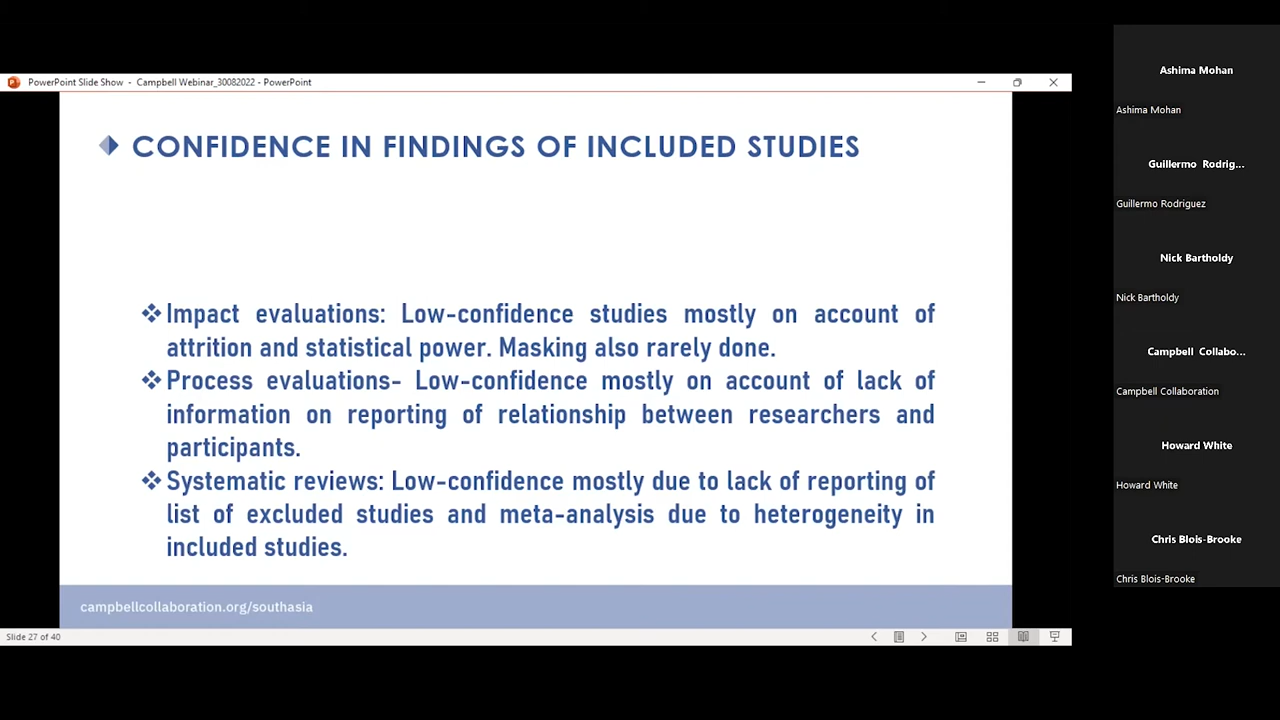 PowerPoint Slide Show - Campbell Webinar_30082022 - PowerPoint
CONFIDENCE IN FINDINGS OF INCLUDED STUDIES
Impact evaluations: Low-confidence studies mostly on account of
attrition and statistical power. Masking also rarely done.
Process evaluations- Low-confidence mostly on account of lack of
information on reporting of relationship between researchers and
participants.
Systematic reviews: Low-confidence mostly due to lack of reporting of
list of excluded studies and meta-analysis due to heterogeneity in
included studies.
campbellcollaboration.org/southasia
Slide 27 of 40
Ashima Mohan
Ashima Mohan
Guillermo Rodrig...
Guillermo Rodriguez
Nick Bartholdy
Nick Bartholdy
Campbell Collabo...
Campbell Collaboration
Howard White
Howard White
Chris Blois-Brooke
Chris Blois-Brooke